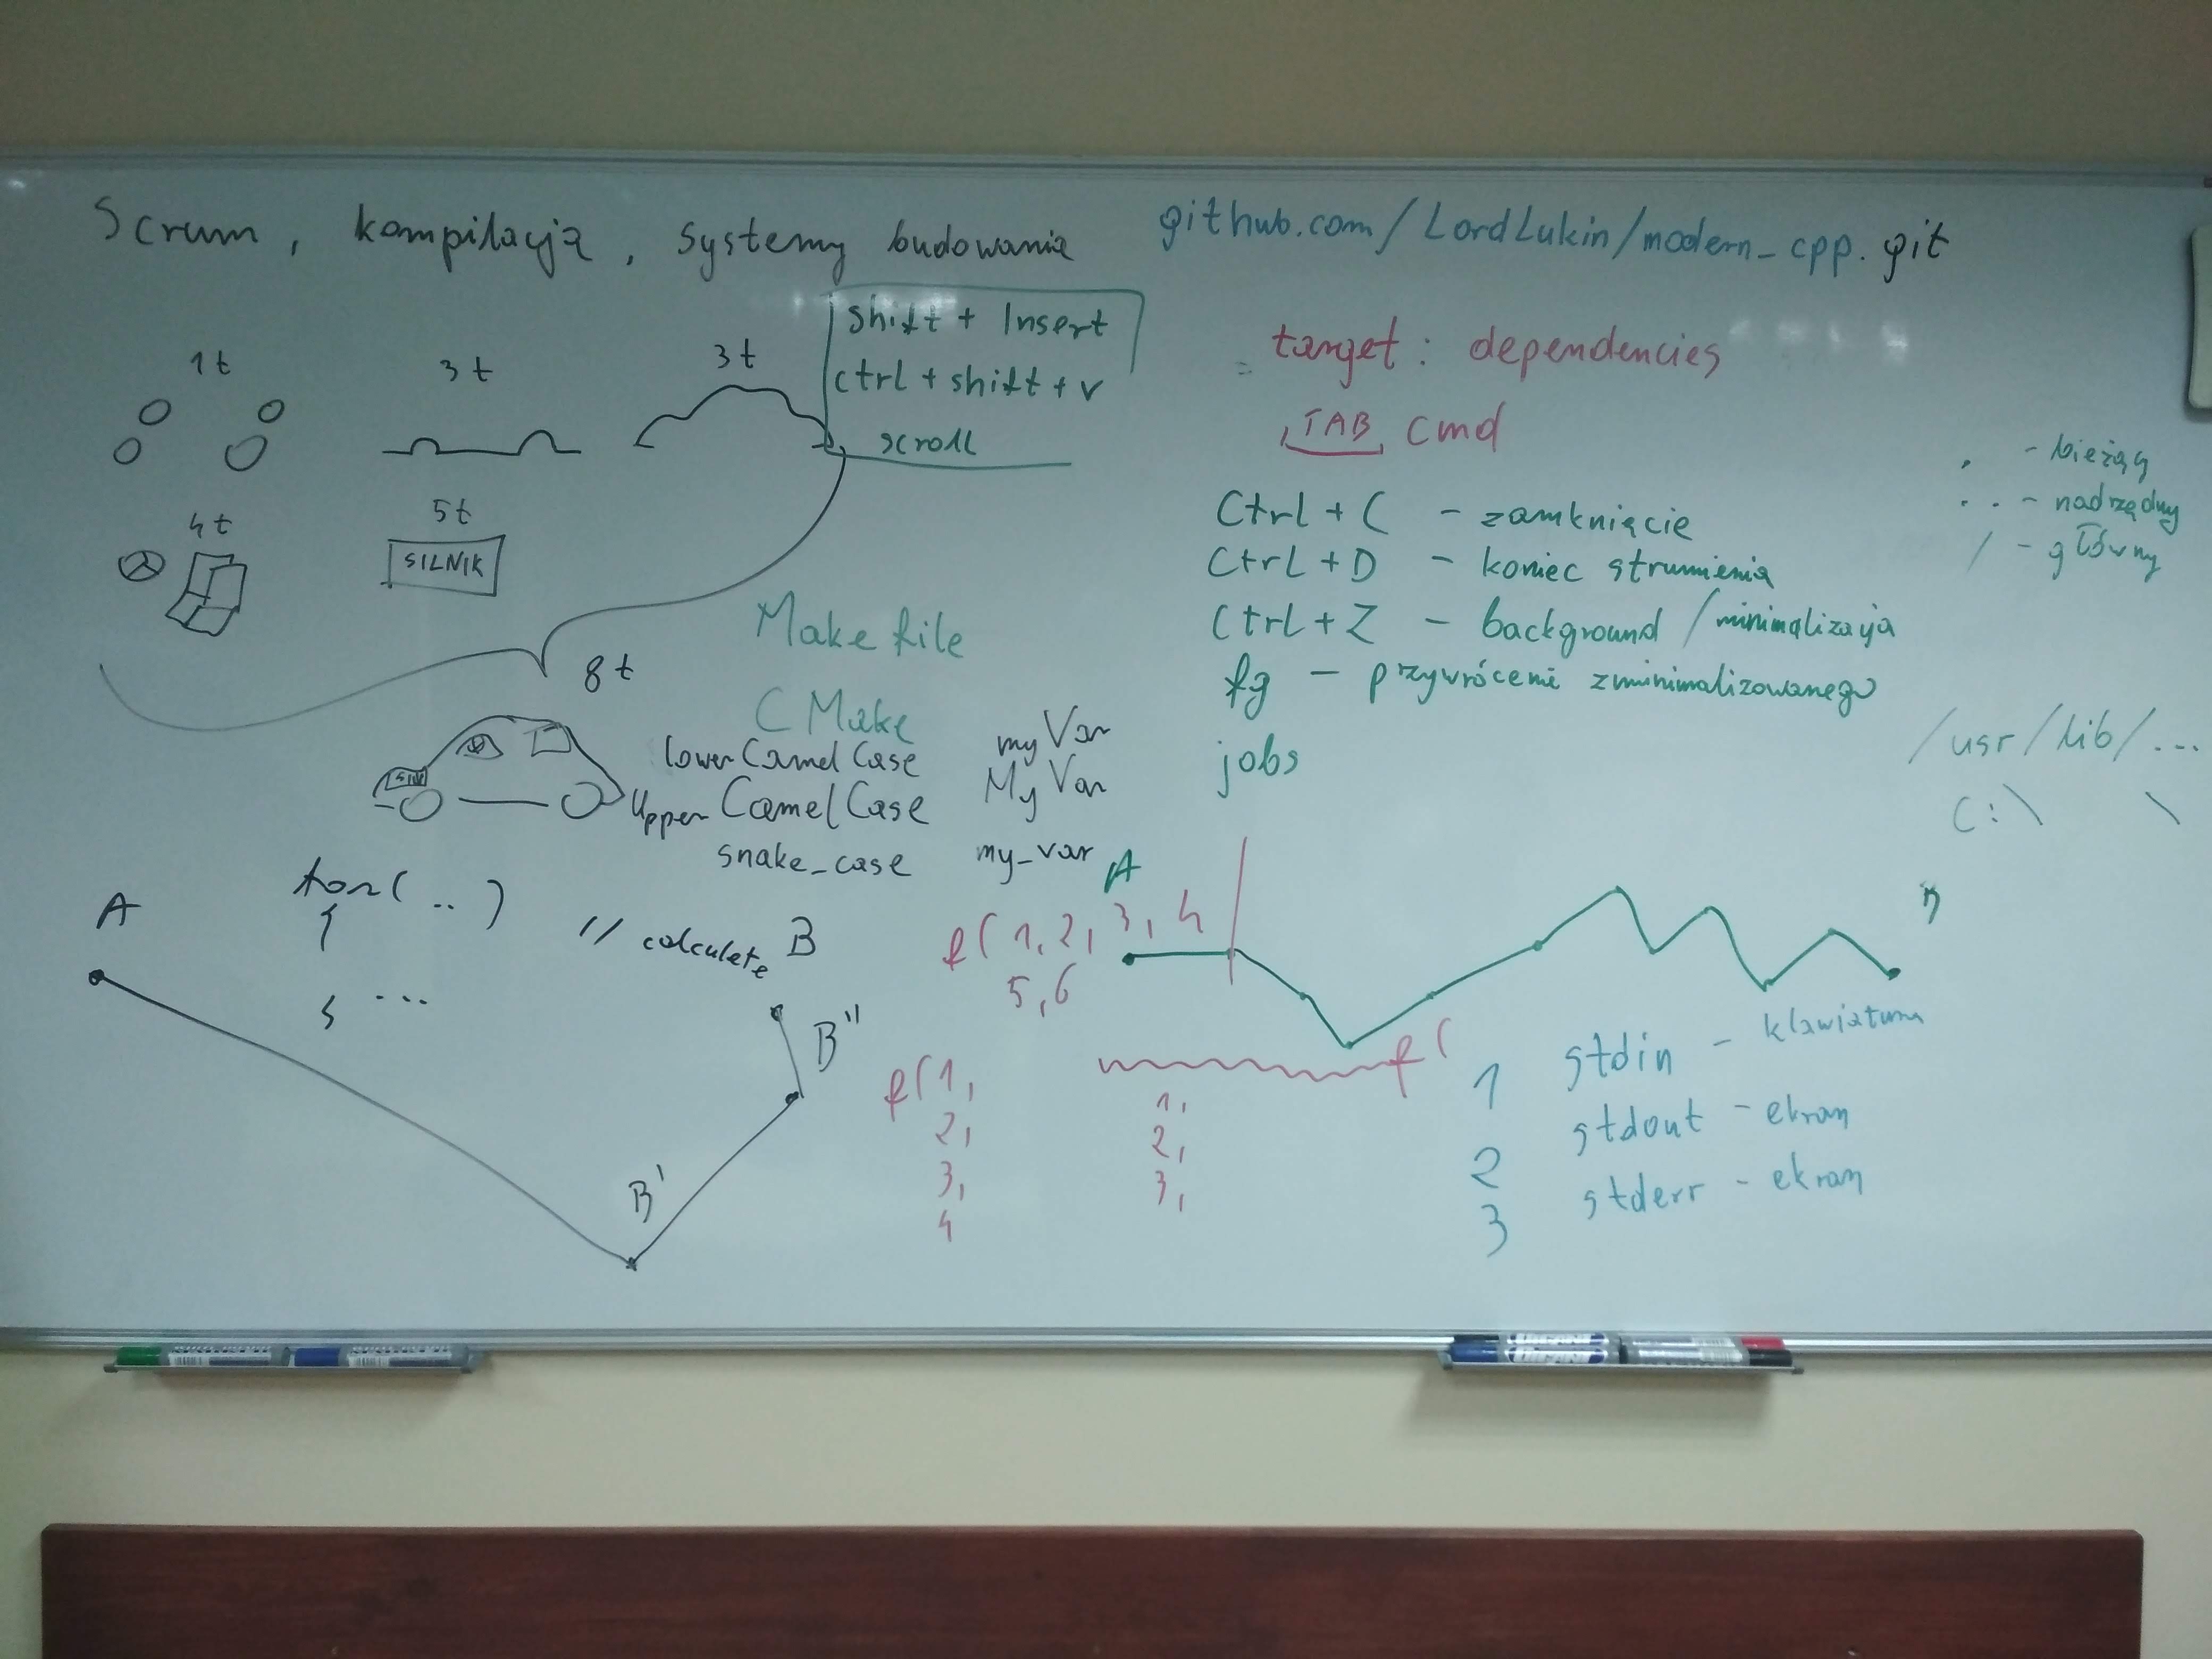 Scrum, kompilacja, systemy budowania
github.com/LordLukin/modern_cpp.git
1t
3t
3t
shift + Insert
ctrl + shift + v
scroll
4t
5t
SILNIK
8t
target : dependencies
TAB cmd
. - bieżący
.. - nadrzędny
/ - główny
Ctrl + C - zamknięcie
Ctrl + D - koniec strumienia
Ctrl + Z - background / minimalizacja
fg - przywrócenie zminimalizowanego
jobs
Makefile
CMake
lowerCamelCase myVar
UpperCamelCase MyVar
snake_case my_var
/usr/lib/...
C:\ \
A
for( .. )
{
...
// calculate B
B'
B''
A
f( 1, 2, 3, 4
5, 6
f( 1,
2,
3,
4
f(
1,
2,
3,
1
2
3
stdin - klawiatura
stdout - ekran
stderr - ekran